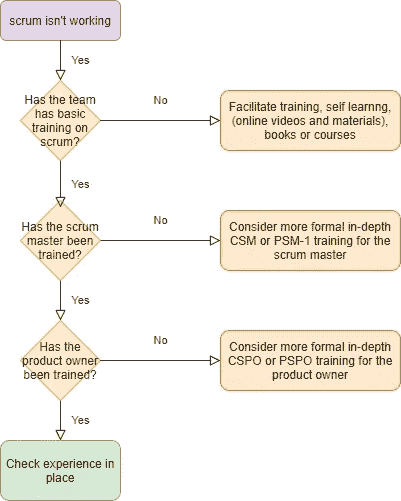 scrum isn't working
Yes
Has the team
has basic
training on
scrum?
No
Facilitate training, self learnng,
(online videos and materials),
books or courses
Yes
Has the scrum
master been
trained?
No
Consider more formal in-depth
CSM or PSM-1 training for the
scrum master
Yes
Has the
product owner
been trained?
No
Consider more formal in-depth
CSPO or PSPO training for the
product owner
Yes
Check experience in
place